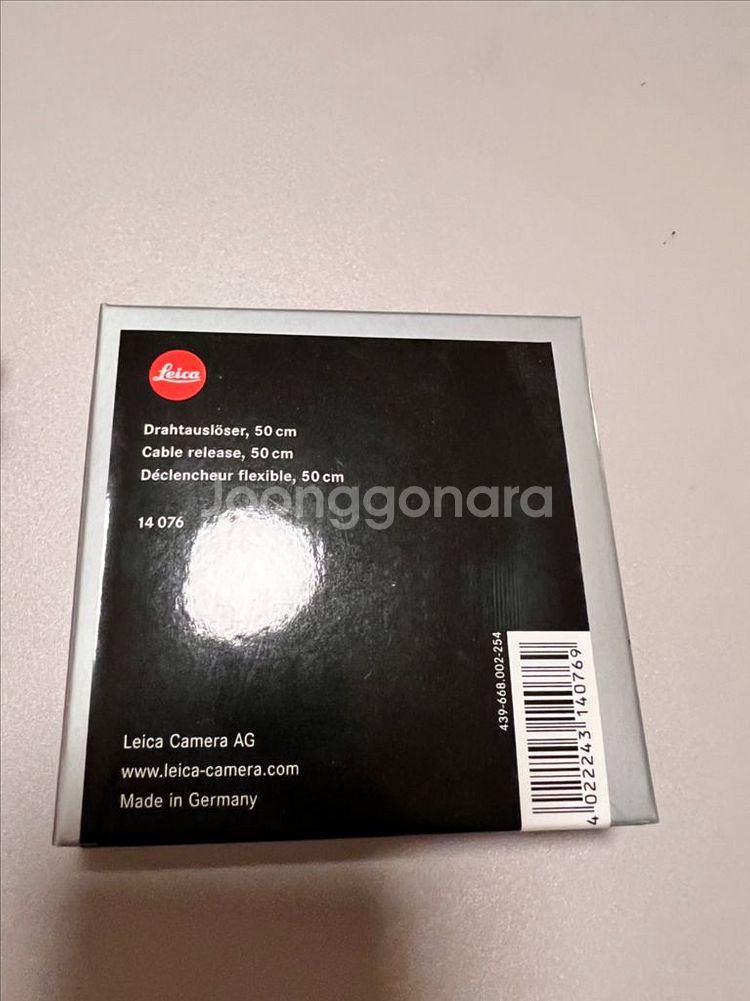 Leica
Drahtauslöser, 50 cm
Cable release, 50 cm
Déclencheur flexible, 50 cm
Joonggonara
14 076
439-668.002-254
4 022243 140769
Leica Camera AG
www.leica-camera.com
Made in Germany